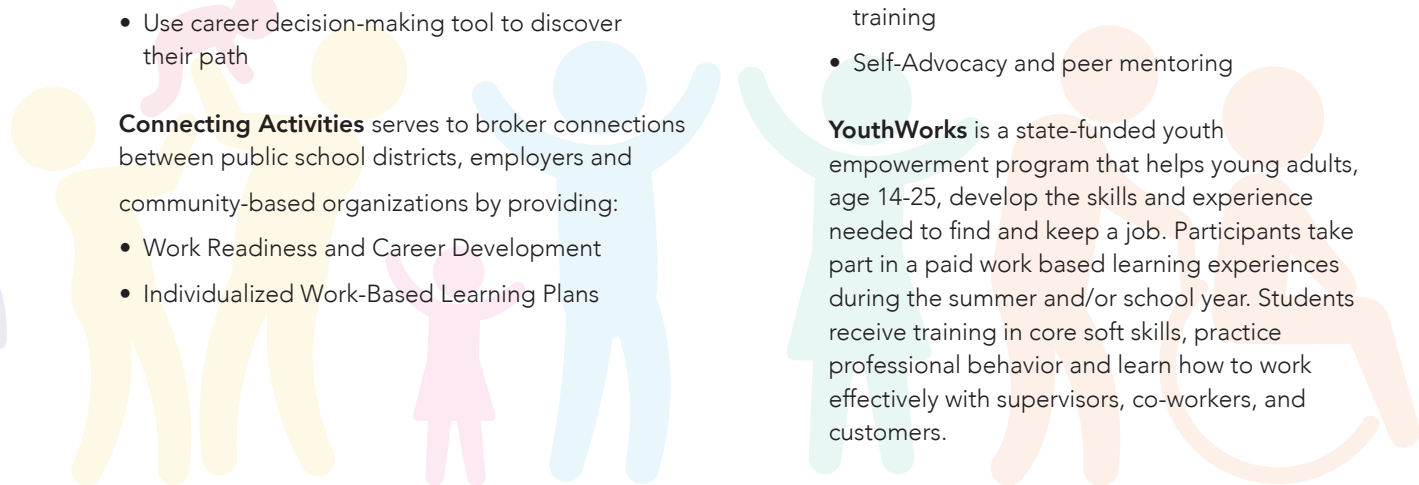 • Use career decision-making tool to discover
their path
Connecting Activities serves to broker connections
between public school districts, employers and
community-based organizations by providing:
• Work Readiness and Career Development
• Individualized Work-Based Learning Plans
training
• Self-Advocacy and peer mentoring
YouthWorks is a state-funded youth
empowerment program that helps young adults,
age 14-25, develop the skills and experience
needed to find and keep a job. Participants take
part in a paid work based learning experiences
during the summer and/or school year. Students
receive training in core soft skills, practice
professional behavior and learn how to work
effectively with supervisors, co-workers, and
customers.